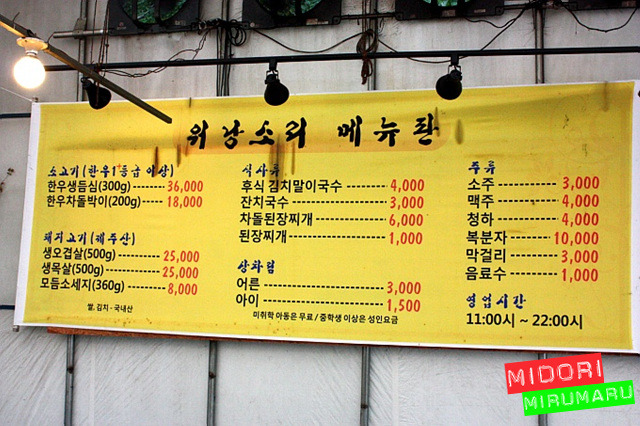 워낭소리 메뉴판
소고기(한우1등급 이상)
한우생등심(300g) -------- 36,000
한우차돌박이(200g) ------ 18,000
돼지고기(제주산)
생오겹살(500g) ---------- 25,000
생목살(500g) ------------ 25,000
모듬소세지(360g) -------- 8,000
쌀, 김치 - 국내산
식사류
후식 김치말이국수 -------- 4,000
잔치국수 ---------------- 3,000
차돌된장찌개 ------------ 6,000
된장찌개 ---------------- 1,000
상차림
어른 -------------------- 3,000
아이 -------------------- 1,500
미취학 아동은 무료 / 중학생 이상은 성인요금
주류
소주 ---------- 3,000
맥주 ---------- 4,000
청하 ---------- 4,000
복분자 -------- 10,000
막걸리 -------- 3,000
음료수 -------- 1,000
영업시간
11:00시 ~ 22:00시
MIDORI
MIRUMARU